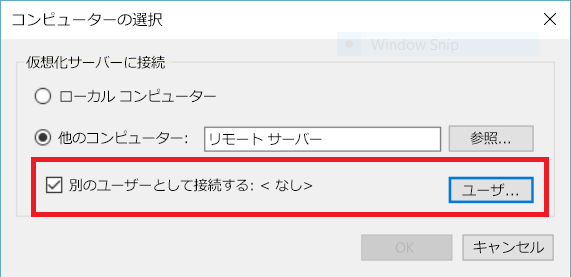 コンピューターの選択
Window Snip
仮想化サーバーに接続
ローカル コンピューター
他のコンピューター: リモート サーバー 参照...
別のユーザーとして接続する: < なし> ユーザ...
OK キャンセル